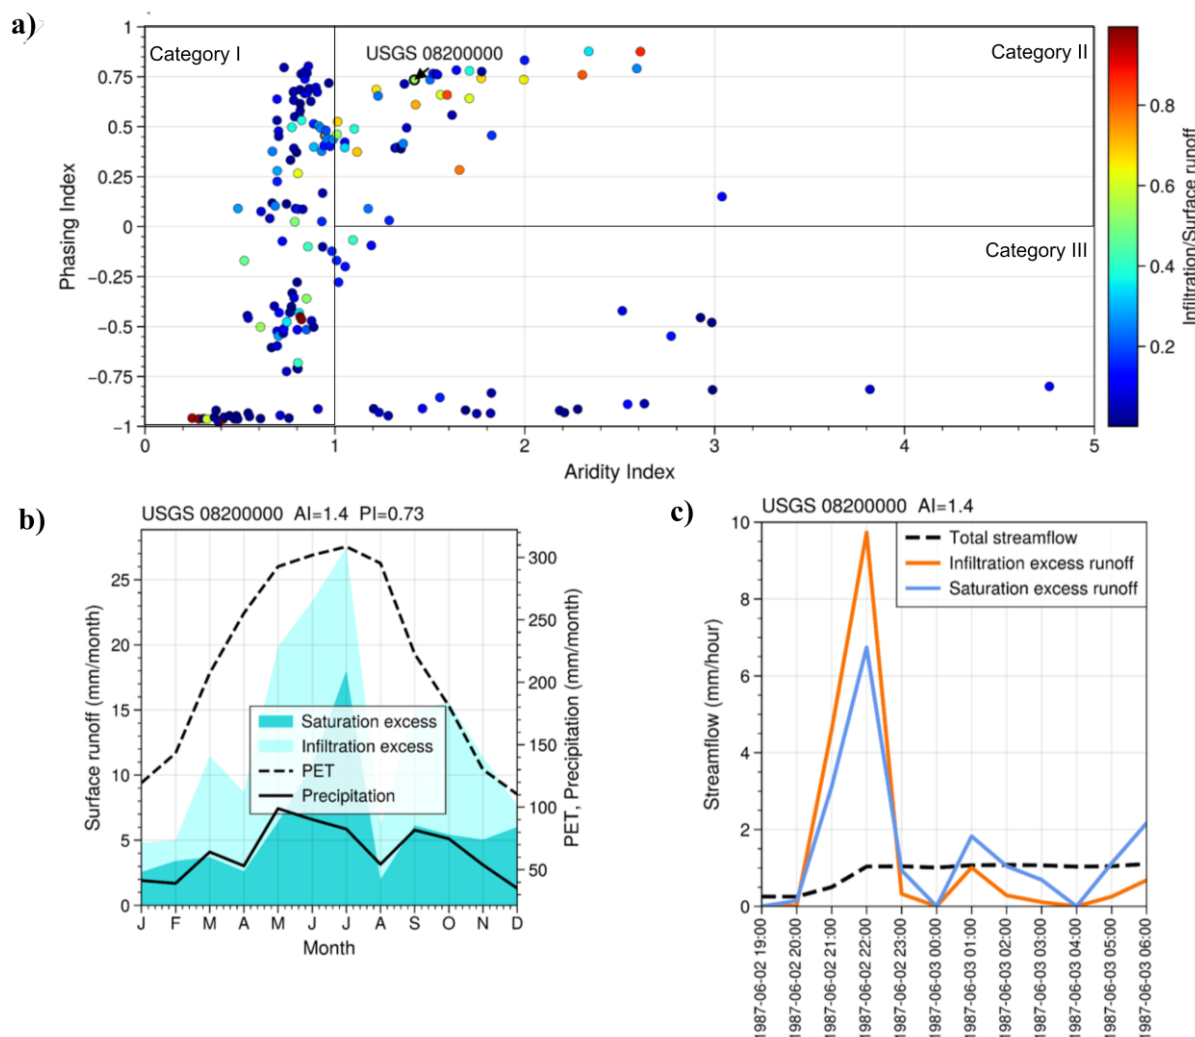 a)
Category I
USGS 08200000
Category II
Category III
1
0.75
0.5
0.25
0
−0.25
−0.5
−0.75
−1
Phasing Index
0 1 2 3 4 5
Aridity Index
0.8
0.6
0.4
0.2
Infiltration/Surface runoff
b)
USGS 08200000 AI=1.4 PI=0.73
25
20
15
10
5
0
Surface runoff (mm/month)
300
250
200
150
100
50
PET, Precipitation (mm/month)
Saturation excess
Infiltration excess
PET
Precipitation
J F M A M J J A S O N D
Month
c)
USGS 08200000 AI=1.4
10
8
6
4
2
0
Streamflow (mm/hour)
Total streamflow
Infiltration excess runoff
Saturation excess runoff
1987-06-02 19:00
1987-06-02 20:00
1987-06-02 21:00
1987-06-02 22:00
1987-06-02 23:00
1987-06-03 00:00
1987-06-03 01:00
1987-06-03 02:00
1987-06-03 03:00
1987-06-03 04:00
1987-06-03 05:00
1987-06-03 06:00